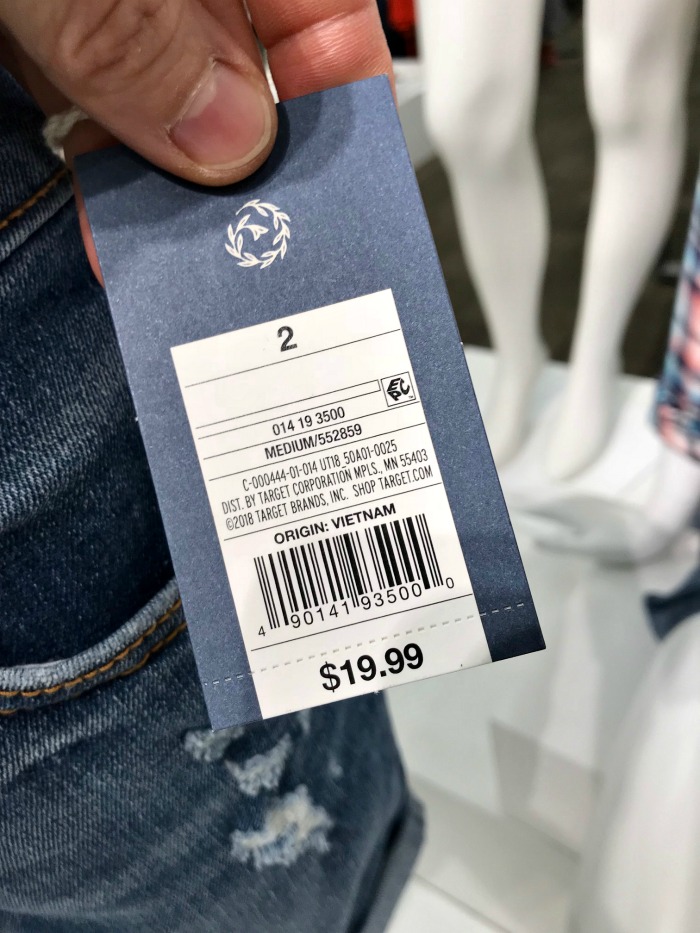 2
EPC
014 19 3500
MEDIUM/552859
C-000444-01-014 UT18_50A01-0025
DIST. BY TARGET CORPORATION MPLS., MN 55403
©2018 TARGET BRANDS, INC. SHOP TARGET.COM
ORIGIN: VIETNAM
4 90141 93500 0
$19.99